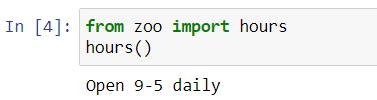 In [4]: from zoo import hours
hours()
Open 9-5 daily